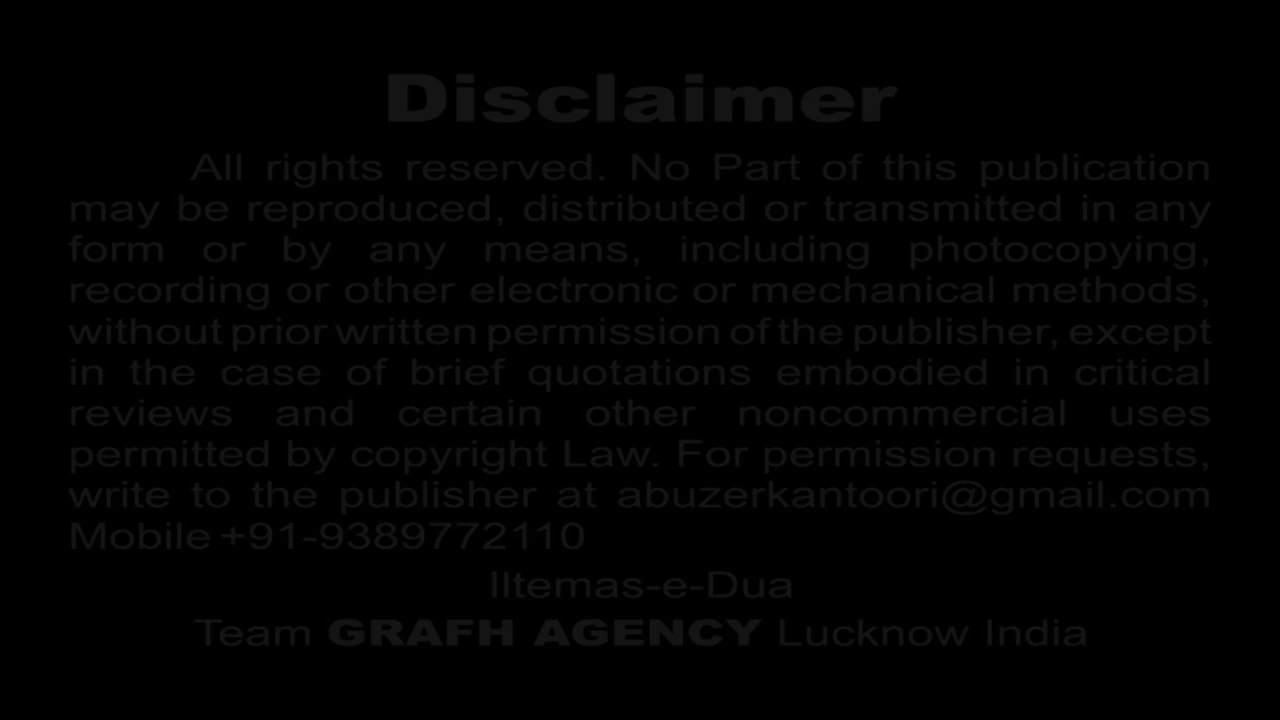 Disclaimer
All rights reserved. No Part of this publication
may be reproduced, distributed or transmitted in any
form or by any means, including photocopying,
recording or other electronic or mechanical methods,
without prior written permission of the publisher, except
in the case of brief quotations embodied in critical
reviews and certain other noncommercial uses
permitted by copyright Law. For permission requests,
write to the publisher at abuzerkantoori@gmail.com
Mobile +91-9389772110
Iltemas-e-Dua
Team GRAFH AGENCY Lucknow India